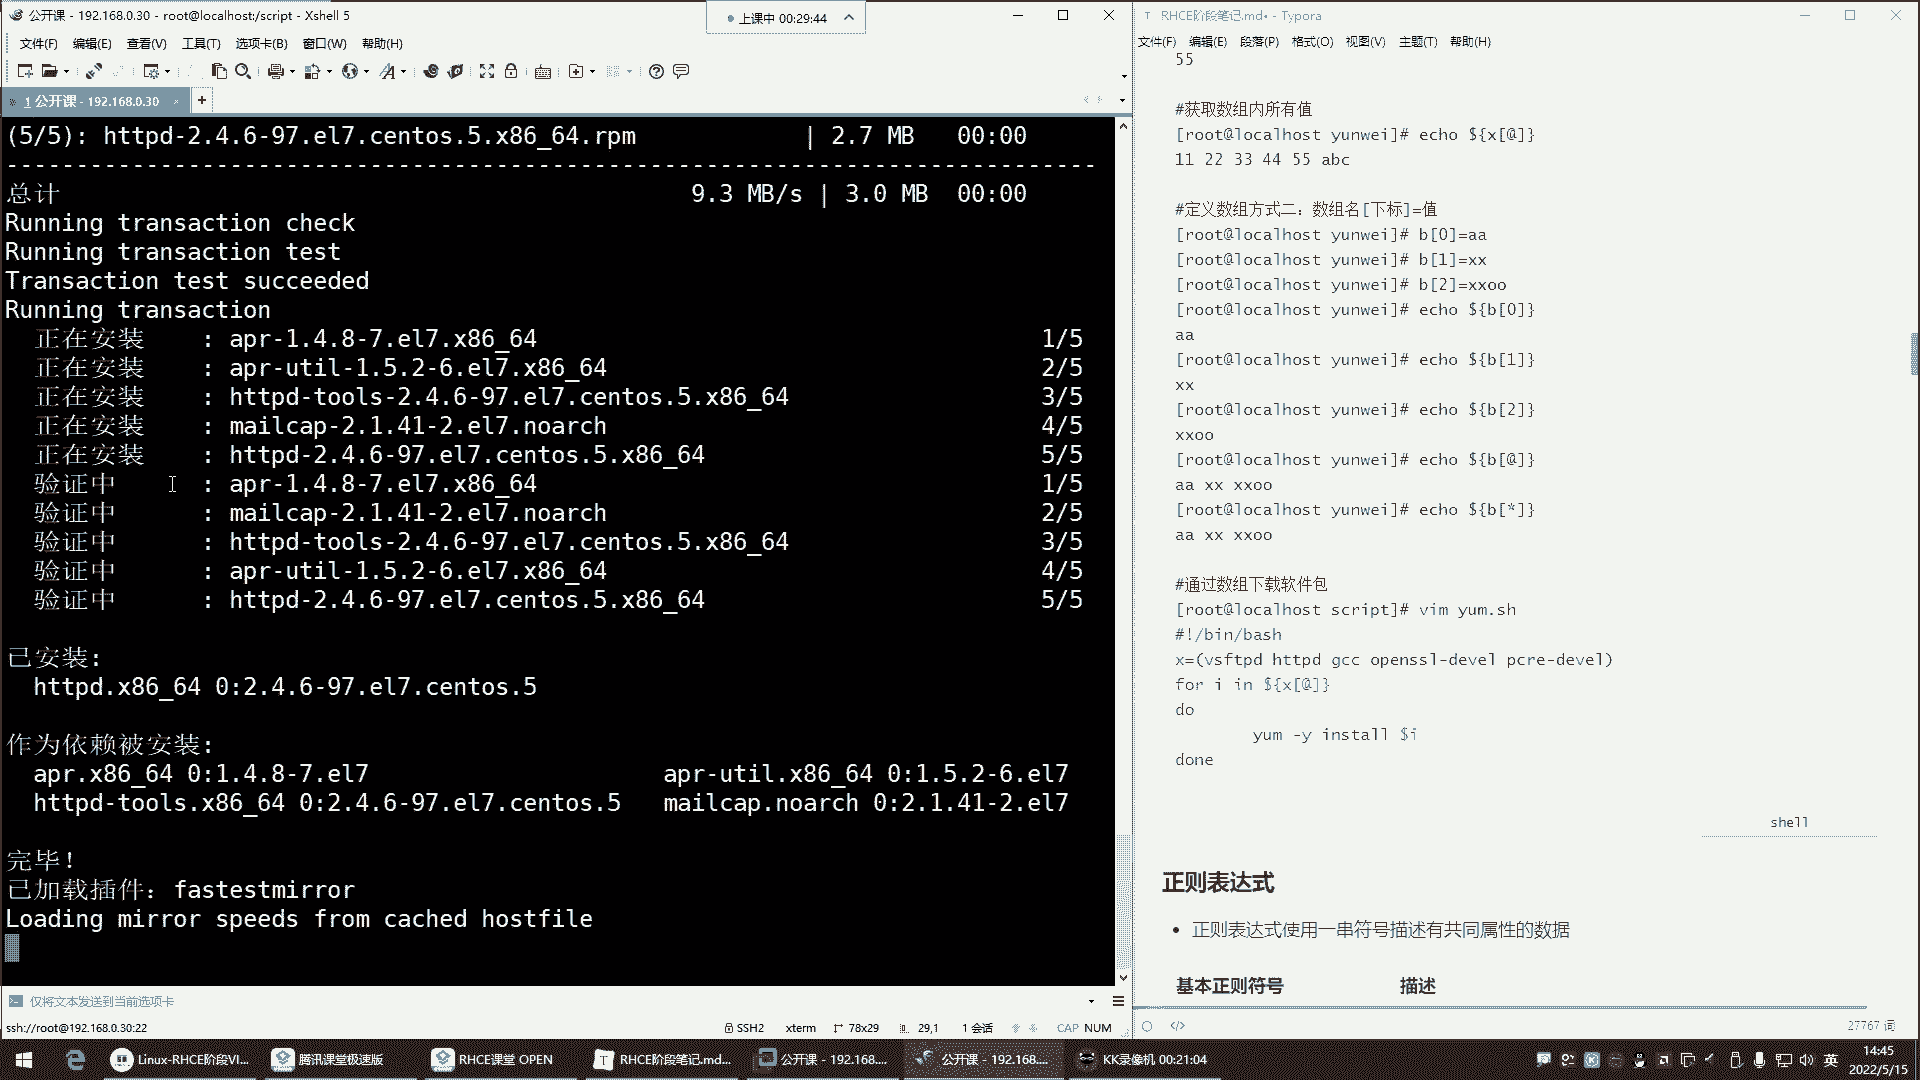 公开课 - 192.168.0.30 - root@localhost:/script - Xshell 5
上课中 00:29:44
文件(F) 编辑(E) 查看(V) 工具(T) 选项卡(B) 窗口(W) 帮助(H)
1 公开课 - 192.168.0.30
(5/5): httpd-2.4.6-97.el7.centos.5.x86_64.rpm | 2.7 MB 00:00
--------------------------------------------------------------------------------
总计 9.3 MB/s | 3.0 MB 00:00
Running transaction check
Running transaction test
Transaction test succeeded
Running transaction
正在安装 : apr-1.4.8-7.el7.x86_64 1/5
正在安装 : apr-util-1.5.2-6.el7.x86_64 2/5
正在安装 : httpd-tools-2.4.6-97.el7.centos.5.x86_64 3/5
正在安装 : mailcap-2.1.41-2.el7.noarch 4/5
正在安装 : httpd-2.4.6-97.el7.centos.5.x86_64 5/5
验证中 : apr-1.4.8-7.el7.x86_64 1/5
验证中 : mailcap-2.1.41-2.el7.noarch 2/5
验证中 : httpd-tools-2.4.6-97.el7.centos.5.x86_64 3/5
验证中 : apr-util-1.5.2-6.el7.x86_64 4/5
验证中 : httpd-2.4.6-97.el7.centos.5.x86_64 5/5
已安装:
httpd.x86_64 0:2.4.6-97.el7.centos.5
作为依赖被安装:
apr.x86_64 0:1.4.8-7.el7 apr-util.x86_64 0:1.5.2-6.el7
httpd-tools.x86_64 0:2.4.6-97.el7.centos.5 mailcap.noarch 0:2.1.41-2.el7
完毕!
已加载插件: fastestmirror
Loading mirror speeds from cached hostfile
仅将文本发送到当前选项卡
ssh://root@192.168.0.30:22 SSH2 xterm 78x29 29,1 1 会话 CAP NUM
RHCE阶段笔记.md• - Typora
文件(F) 编辑(E) 段落(P) 格式(O) 视图(V) 主题(T) 帮助(H)
55
#获取数组内所有值
[root@localhost yunwei]# echo ${x[@]}
11 22 33 44 55 abc
#定义数组方式二: 数组名[下标]=值
[root@localhost yunwei]# b[0]=aa
[root@localhost yunwei]# b[1]=xx
[root@localhost yunwei]# b[2]=xxoo
[root@localhost yunwei]# echo ${b[0]}
aa
[root@localhost yunwei]# echo ${b[1]}
xx
[root@localhost yunwei]# echo ${b[2]}
xxoo
[root@localhost yunwei]# echo ${b[@]}
aa xx xxoo
[root@localhost yunwei]# echo ${b[*]}
aa xx xxoo
#通过数组下载软件包
[root@localhost script]# vim yum.sh
#!/bin/bash
x=(vsftpd httpd gcc openssl-devel pcre-devel)
for i in ${x[@]}
do
yum -y install $i
done
shell
正则表达式
• 正则表达式使用一串符号描述有共同属性的数据
基本正则符号 描述
27767 词
Linux-RHCE阶段VI... 腾讯课堂极速版 RHCE课堂 OPEN RHCE阶段笔记.md... 公开课 - 192.168.... 公开课 - 192.168.... KK录像机 00:21:04 英 14:45
2022/5/15